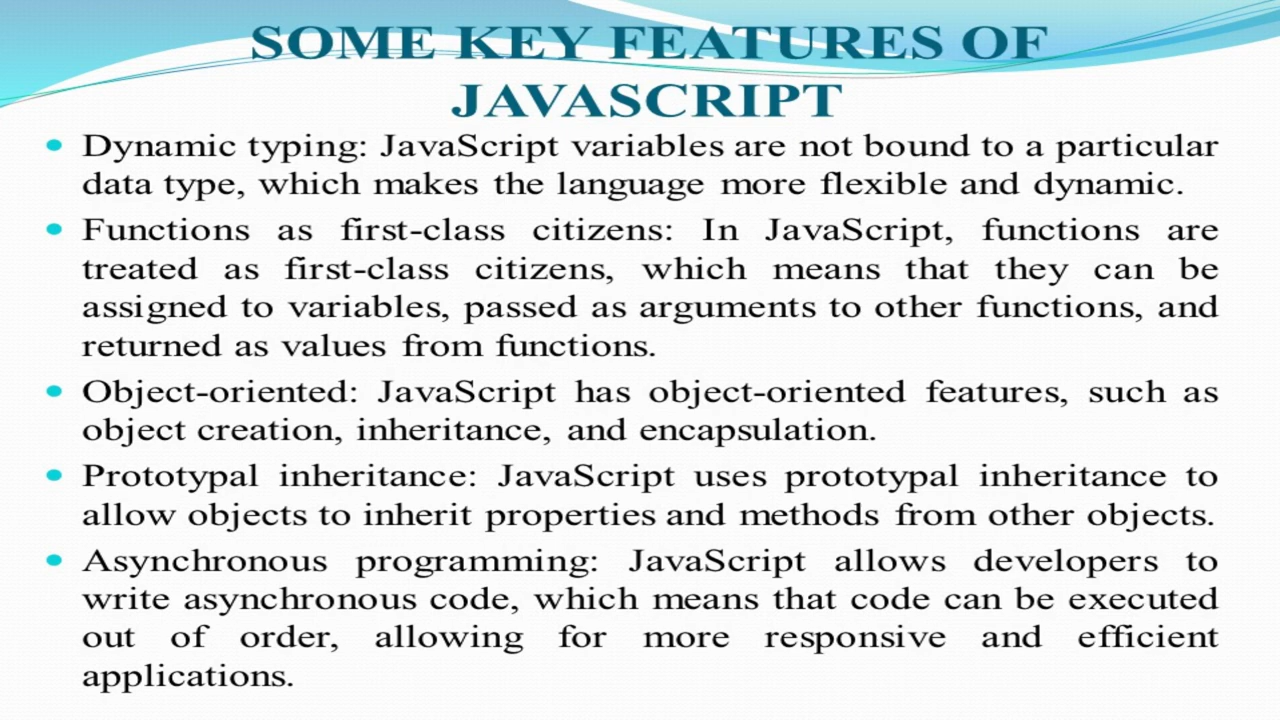 SOME KEY FEATURES OF
JAVASCRIPT
• Dynamic typing: JavaScript variables are not bound to a particular
data type, which makes the language more flexible and dynamic.
• Functions as first-class citizens: In JavaScript, functions are
treated as first-class citizens, which means that they can be
assigned to variables, passed as arguments to other functions, and
returned as values from functions.
• Object-oriented: JavaScript has object-oriented features, such as
object creation, inheritance, and encapsulation.
• Prototypal inheritance: JavaScript uses prototypal inheritance to
allow objects to inherit properties and methods from other objects.
• Asynchronous programming: JavaScript allows developers to
write asynchronous code, which means that code can be executed
out of order, allowing for more responsive and efficient
applications.